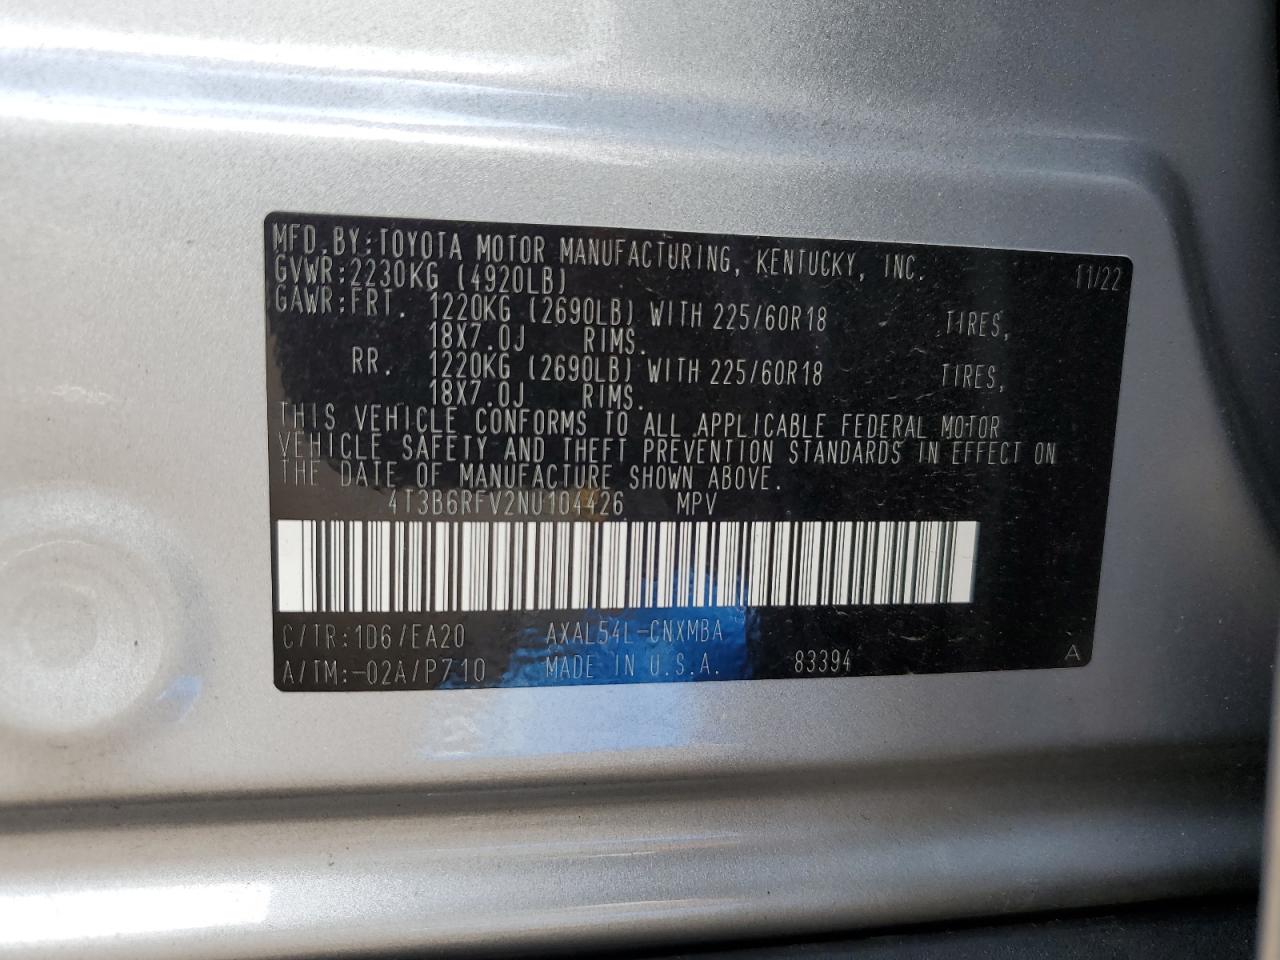 MFD.BY:TOYOTA MOTOR MANUFACTURING, KENTUCKY, INC. 11/22
GVWR:2230KG (4920LB)
GAWR:FRT. 1220KG (2690LB) WITH 225/60R18 TIRES,
18X7.0J RIMS.
RR. 1220KG (2690LB) WITH 225/60R18 TIRES,
18X7.0J RIMS.
THIS VEHICLE CONFORMS TO ALL APPLICABLE FEDERAL MOTOR
VEHICLE SAFETY AND THEFT PREVENTION STANDARDS IN EFFECT ON
THE DATE OF MANUFACTURE SHOWN ABOVE.
4T3B6RFV2NU104426 MPV
C/TR:1D6/EA20 AXAL54L-CNXMBA
A/TM:-02A/P710 MADE IN U.S.A. 83394 A